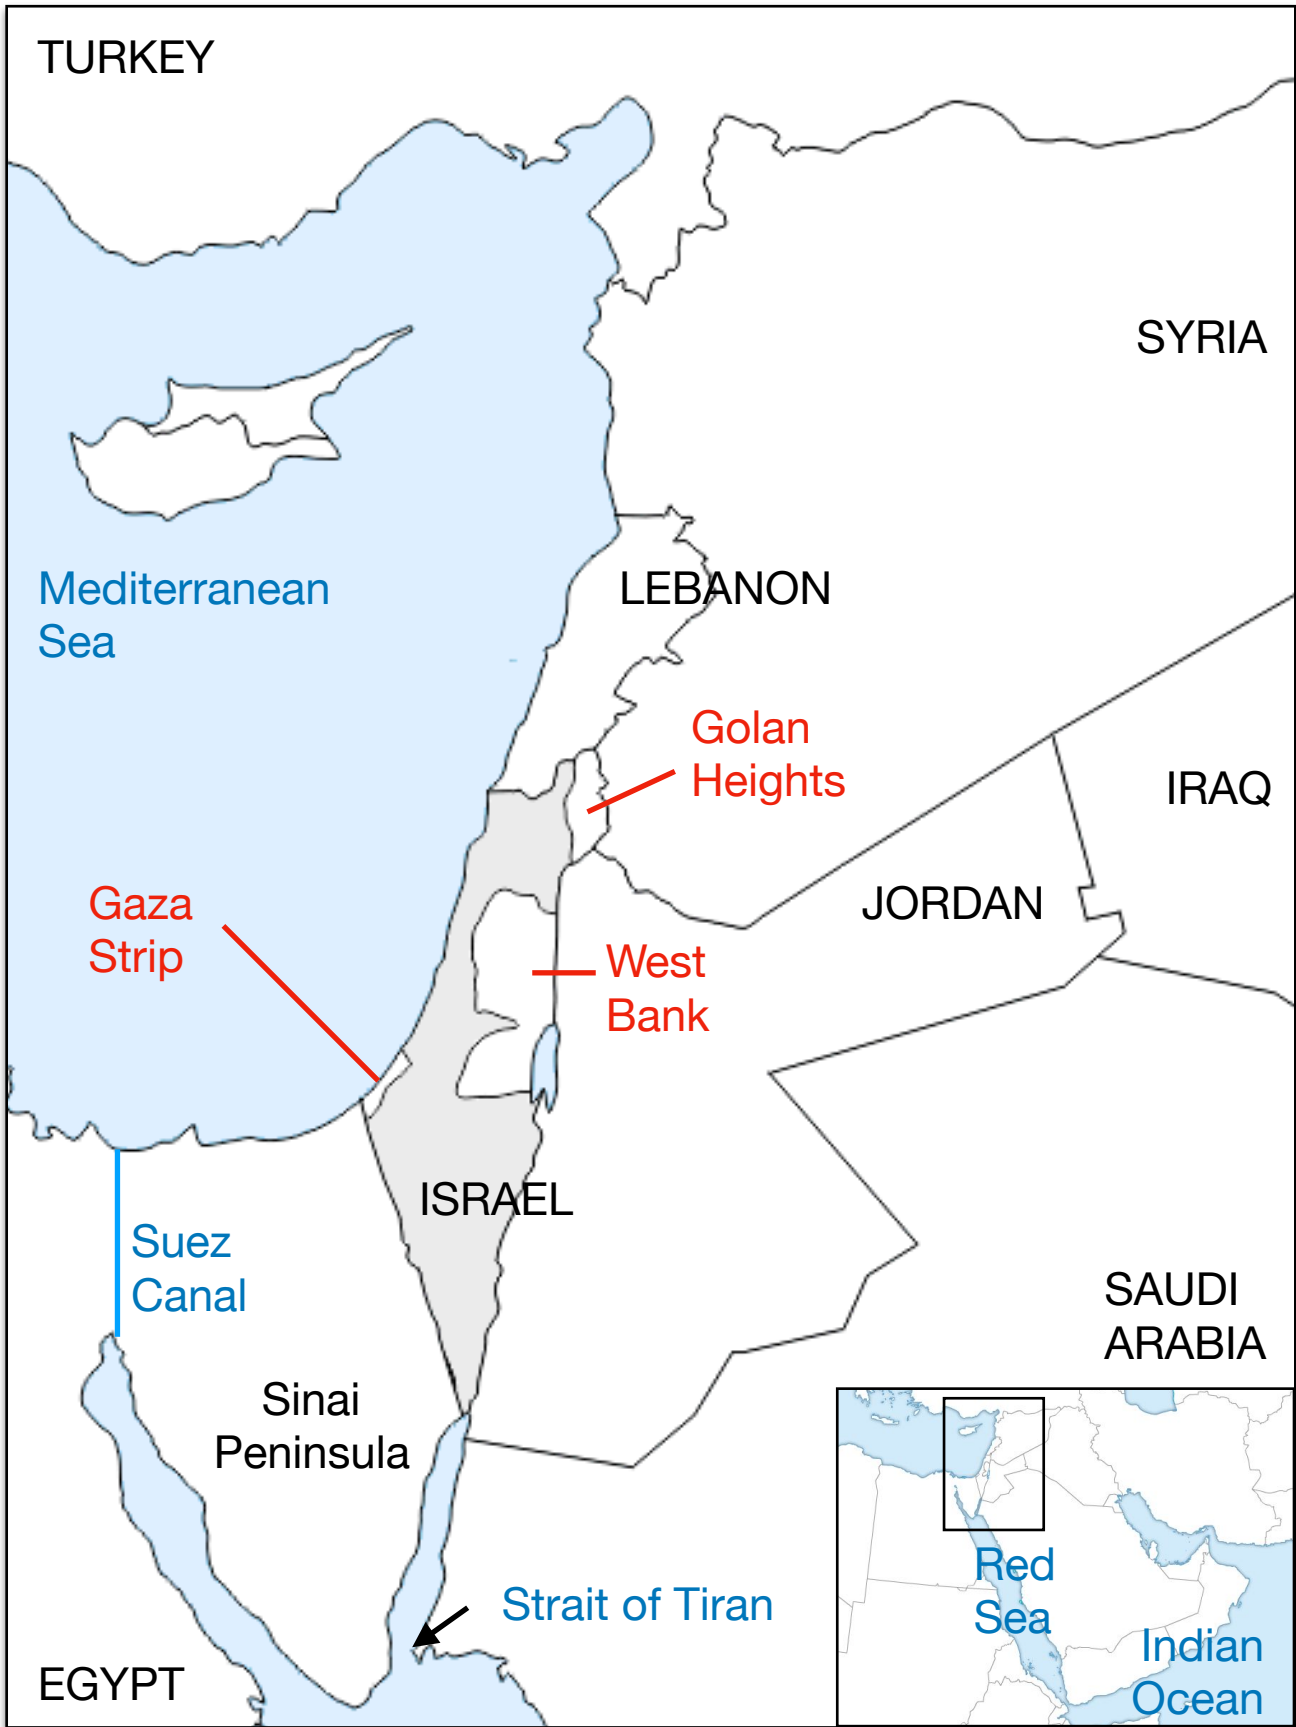 TURKEY
SYRIA
Mediterranean
Sea
LEBANON
Golan
Heights
IRAQ
Gaza
Strip
JORDAN
West
Bank
ISRAEL
Suez
Canal
SAUDI
ARABIA
Sinai
Peninsula
Strait of Tiran
EGYPT
Red
Sea
Indian
Ocean